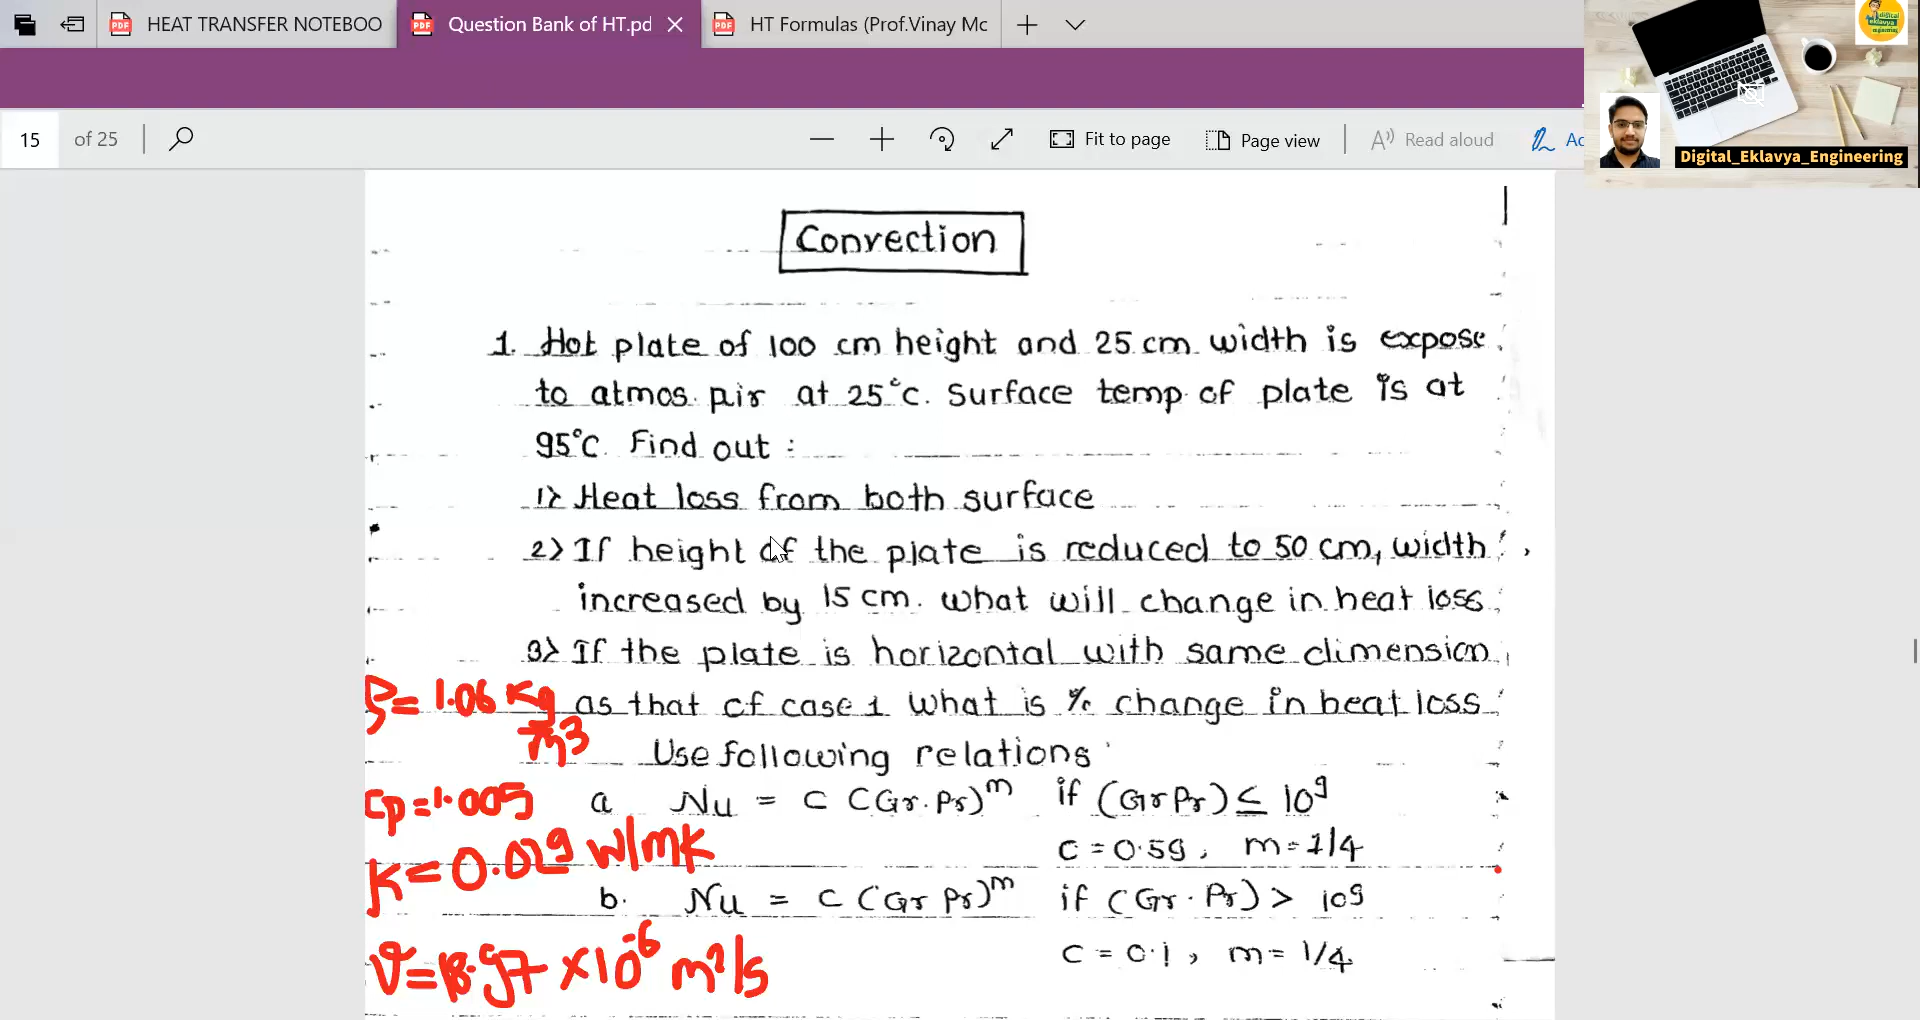 HEAT TRANSFER NOTEBOO
Question Bank of HT.pd
HT Formulas (Prof.Vinay Mc
15 of 25
Fit to page
Page view
Read aloud
Digital_Eklavya_Engineering
Convection
1. Hot plate of 100 cm height and 25 cm width is expose
to atmos. air at 25°c. Surface temp. of plate is at
95°C. Find out :
1> Heat loss from both surface
2> If height of the plate is reduced to 50 cm, width
increased by 15 cm. what will change in heat loss
3> If the plate is horizontal with same dimension
as that of case 1 What is % change in heat loss
ρ = 1.06 kg/m3
Use following relations
Cp = 1.005
a Nu = C (Gr.Pr)^m if (Gr Pr) ≤ 10^9
C = 0.59, m = 1/4
K = 0.029 W/mK
b. Nu = C (Gr Pr)^m if (Gr . Pr) > 10^9
C = 0.1, m = 1/4
ν = 18.97 ×10^-6 m²/s